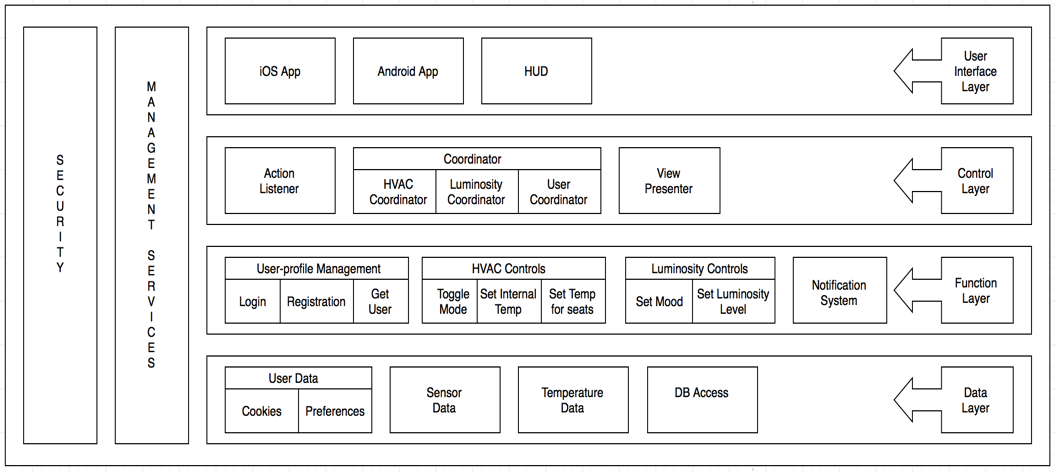 SECURITY
MANAGEMENT SERVICES
iOS App
Android App
HUD
User
Interface
Layer
Action
Listener
Coordinator
HVAC
Coordinator
Luminosity
Coordinator
User
Coordinator
View
Presenter
Control
Layer
User-profile Management
Login
Registration
Get
User
HVAC Controls
Toggle
Mode
Set Internal
Temp
Set Temp
for seats
Luminosity Controls
Set Mood
Set Luminosity
Level
Notification
System
Function
Layer
User Data
Cookies
Preferences
Sensor
Data
Temperature
Data
DB Access
Data
Layer